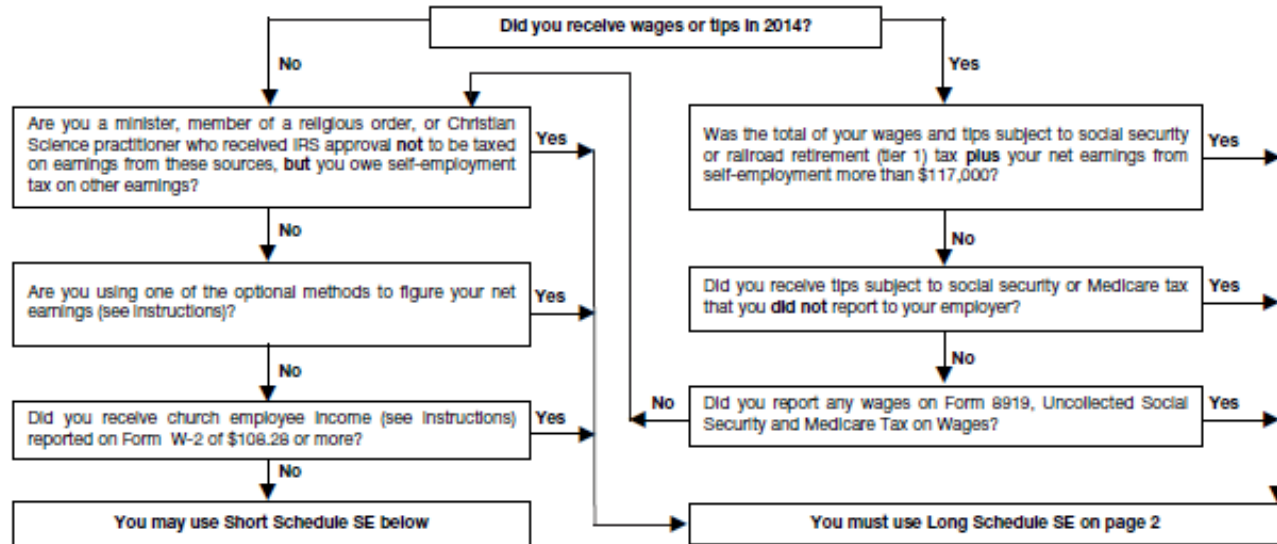 Did you receive wages or tips in 2014?
No
Yes
Are you a minister, member of a religious order, or Christian
Science practitioner who received IRS approval not to be taxed
on earnings from these sources, but you owe self-employment
tax on other earnings?
Yes
Was the total of your wages and tips subject to social security
or railroad retirement (tier 1) tax plus your net earnings from
self-employment more than $117,000?
Yes
No
No
Are you using one of the optional methods to figure your net
earnings (see instructions)?
Yes
Did you receive tips subject to social security or Medicare tax
that you did not report to your employer?
Yes
No
No
Did you receive church employee income (see instructions)
reported on Form W-2 of $108.28 or more?
Yes
No
Did you report any wages on Form 8919, Uncollected Social
Security and Medicare Tax on Wages?
Yes
No
You may use Short Schedule SE below
You must use Long Schedule SE on page 2